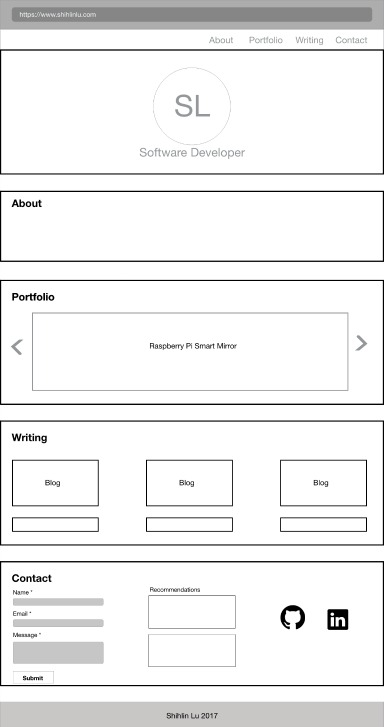 https://www.shihlinlu.com
About Portfolio Writing Contact
SL
Software Developer
About
Portfolio
Raspberry Pi Smart Mirror
Writing
Blog Blog Blog
Contact
Name *
Email *
Message *
Submit
Recommendations
in
Shihlin Lu 2017